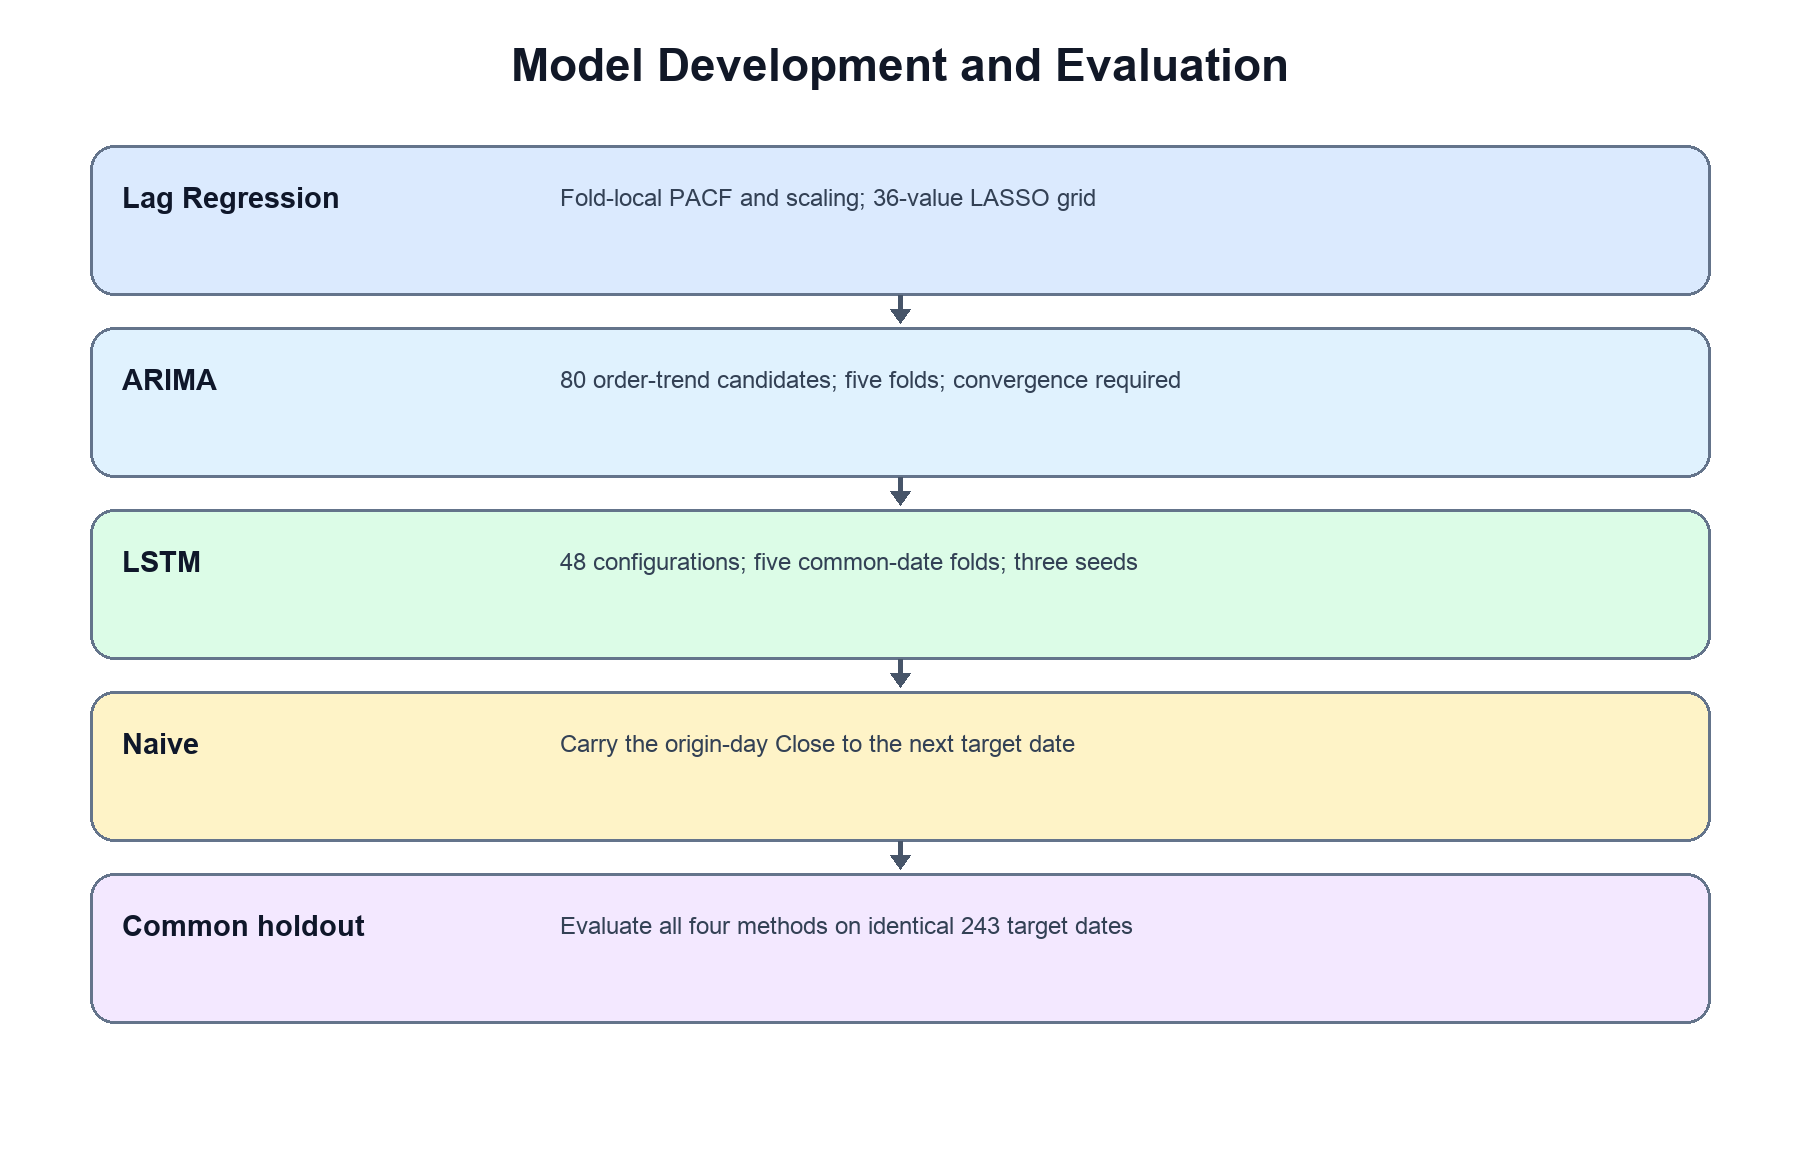 Model Development and Evaluation
Lag Regression
Fold-local PACF and scaling; 36-value LASSO grid
ARIMA
80 order-trend candidates; five folds; convergence required
LSTM
48 configurations; five common-date folds; three seeds
Naive
Carry the origin-day Close to the next target date
Common holdout
Evaluate all four methods on identical 243 target dates